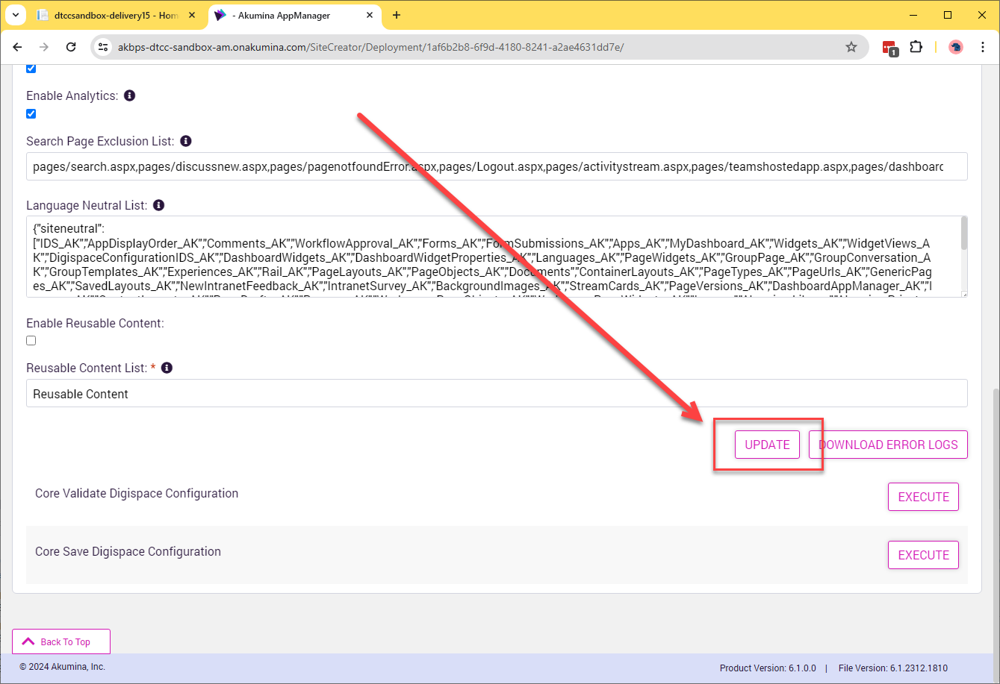 dtccsandbox-delivery15 - Hom
- Akumina AppManager
akbps-dtcc-sandbox-am.onakumina.com/SiteCreator/Deployment/1af6b2b8-6f9d-4180-8241-a2ae4631dd7e/
1
Enable Analytics:
Search Page Exclusion List:
pages/search.aspx,pages/discussnew.aspx,pages/pagenotfoundError.aspx,pages/Logout.aspx,pages/activitystream.aspx,pages/teamshostedapp.aspx,pages/dashboard
Language Neutral List:
{"siteneutral":
["IDS_AK","AppDisplayOrder_AK","Comments_AK","WorkflowApproval_AK","Forms_AK","FormSubmissions_AK","Apps_AK","MyDashboard_AK","Widgets_AK","WidgetViews_A
K","DigispaceConfigurationIDS_AK","DashboardWidgets_AK","DashboardWidgetProperties_AK","Languages_AK","PageWidgets_AK","GroupPage_AK","GroupConversation_A
K","GroupTemplates_AK","Experiences_AK","Rail_AK","PageLayouts_AK","PageObjects_AK","Documents","ContainerLayouts_AK","PageTypes_AK","PageUrls_AK","GenericPag
es_AK","SavedLayouts_AK","NewIntranetFeedback_AK","IntranetSurvey_AK","BackgroundImages_AK","StreamCards_AK","PageVersions_AK","DashboardAppManager_AK","I
Enable Reusable Content:
Reusable Content List: *
Reusable Content
UPDATE
DOWNLOAD ERROR LOGS
Core Validate Digispace Configuration
EXECUTE
Core Save Digispace Configuration
EXECUTE
Back To Top
© 2024 Akumina, Inc.
Product Version: 6.1.0.0 | File Version: 6.1.2312.1810